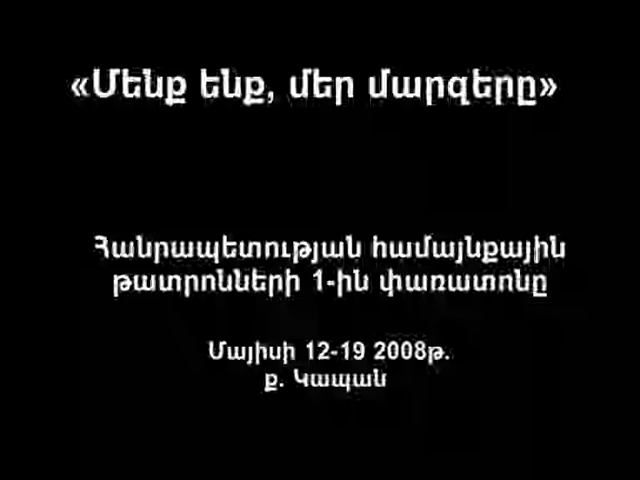 «Մենք ենք, մեր մարզերը»
Հանրապետության համայնքային
թատրոնների 1-ին փառատոնը
Մայիսի 12-19 2008թ.
ք. Կապան